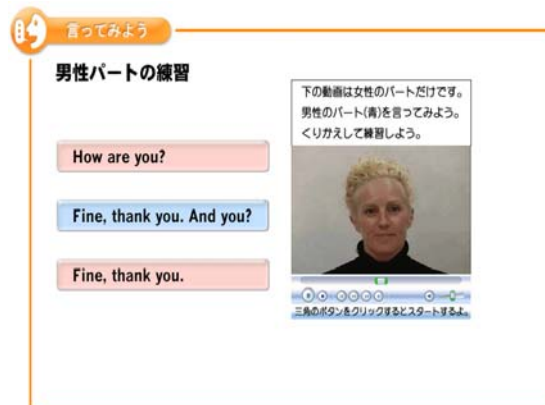 言ってみよう
男性パートの練習
下の動画は女性のパートだけです。
男性のパート(青)を言ってみよう。
くりかえして練習しよう。
How are you?
Fine, thank you. And you?
Fine, thank you.
三角のボタンをクリックするとスタートするよ。